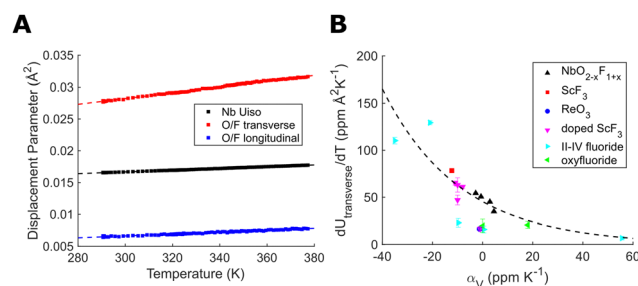 A
B
0.035
0.03
0.025
0.02
0.015
0.01
0.005
Displacement Parameter (Å²)
280 300 320 340 360 380
Temperature (K)
Nb Uiso
O/F transverse
O/F longitudinal
200
150
100
50
0
dU_transverse/dT (ppm Å²K⁻¹)
-40 -20 0 20 40 60
α_V (ppm K⁻¹)
NbO₂₋ₓF₁₊ₓ
ScF₃
ReO₃
doped ScF₃
II-IV fluoride
oxyfluoride